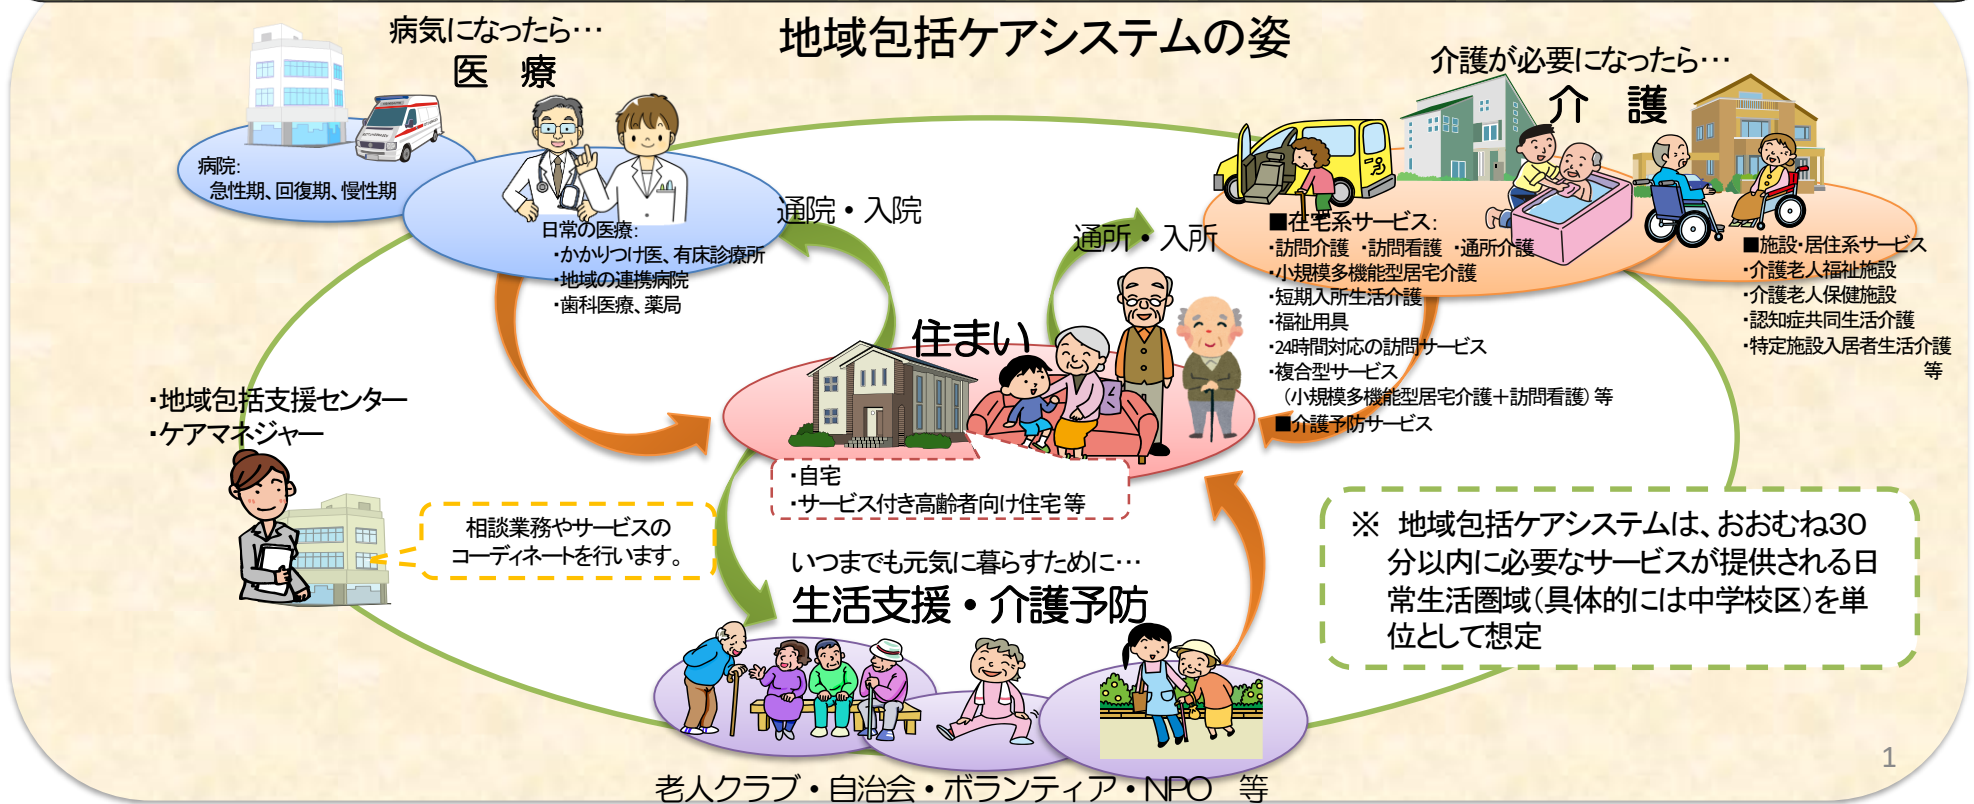 地域包括ケアシステムの姿
病気になったら…
医 療
病院:
急性期、回復期、慢性期
日常の医療:
・かかりつけ医、有床診療所
・地域の連携病院
・歯科医療、薬局
通院・入院
通所・入所
介護が必要になったら…
介 護
■在宅系サービス:
・訪問介護 ・訪問看護 ・通所介護
・小規模多機能型居宅介護
・短期入所生活介護
・福祉用具
・24時間対応の訪問サービス
・複合型サービス
(小規模多機能型居宅介護+訪問看護)等
■介護予防サービス
■施設・居住系サービス
・介護老人福祉施設
・介護老人保健施設
・認知症共同生活介護
・特定施設入居者生活介護
等
住まい
・自宅
・サービス付き高齢者向け住宅 等
・地域包括支援センター
・ケアマネジャー
相談業務やサービスの
コーディネートを行います。
いつまでも元気に暮らすために…
生活支援・介護予防
老人クラブ・自治会・ボランティア・NPO 等
※ 地域包括ケアシステムは、おおむね30
分以内に必要なサービスが提供される日
常生活圏域(具体的には中学校区)を単
位として想定
1